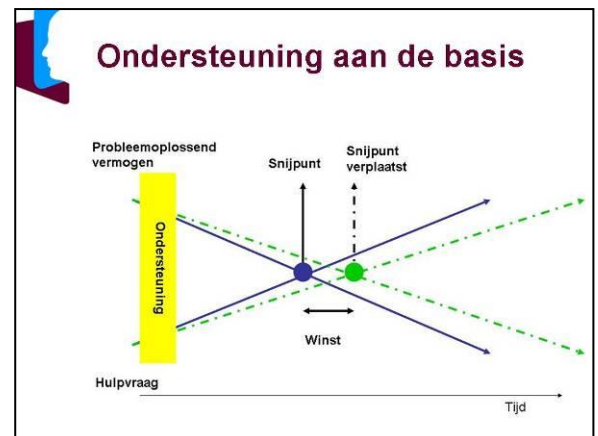 Ondersteuning aan de basis
Probleemoplossend
vermogen
Snijpunt
Snijpunt
verplaatst
Ondersteuning
Winst
Hulpvraag
Tijd